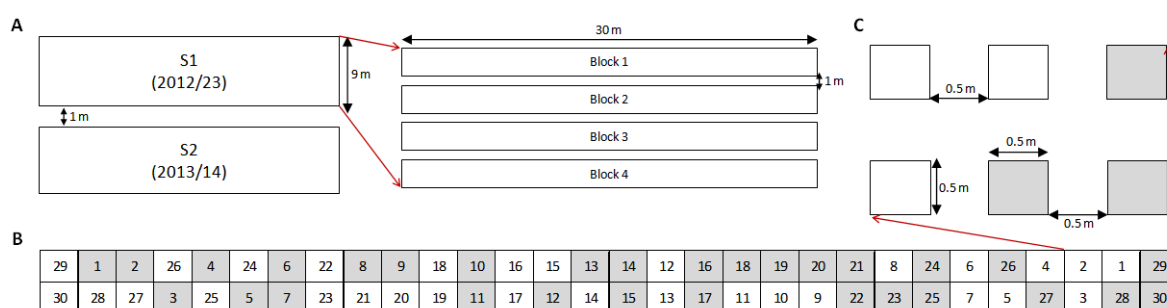 A
S1
(2012/23)
9 m
1 m
S2
(2013/14)
30 m
Block 1
1 m
Block 2
Block 3
Block 4
C
0.5 m
0.5 m
0.5 m
0.5 m
B
29 1 2 26 4 24 6 22 8 9 18 10 16 15 13 14 12 16 18 19 20 21 8 24 6 26 4 2 1 29
30 28 27 3 25 5 7 23 21 20 19 11 17 12 14 15 13 17 11 10 9 22 23 25 7 5 27 3 28 30